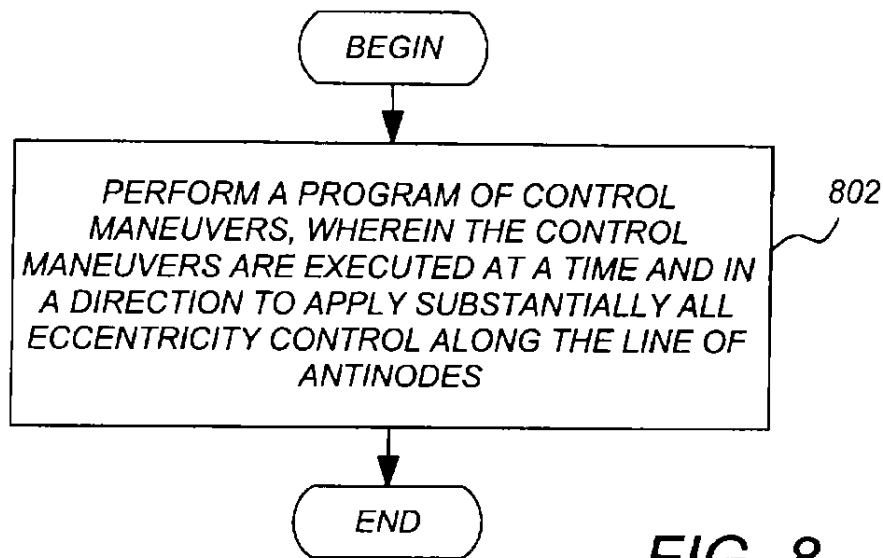 BEGIN
PERFORM A PROGRAM OF CONTROL
MANEUVERS, WHEREIN THE CONTROL
MANEUVERS ARE EXECUTED AT A TIME AND IN
A DIRECTION TO APPLY SUBSTANTIALLY ALL
ECCENTRICITY CONTROL ALONG THE LINE OF
ANTINODES
802
END
FIG. 8